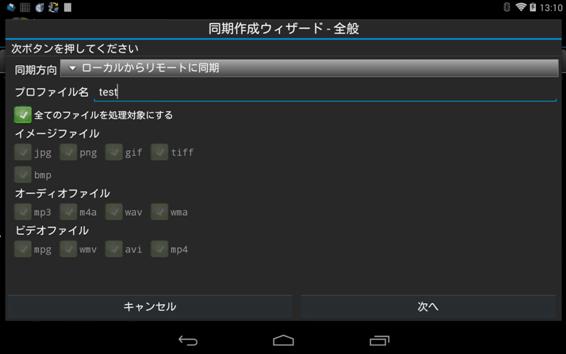 13:10
同期作成ウィザード - 全般
次ボタンを押してください
同期方向 ローカルからリモートに同期
プロファイル名 test
全てのファイルを処理対象にする
イメージファイル
jpg png gif tiff
bmp
オーディオファイル
mp3 m4a wav wma
ビデオファイル
mpg wmv avi mp4
キャンセル 次へ